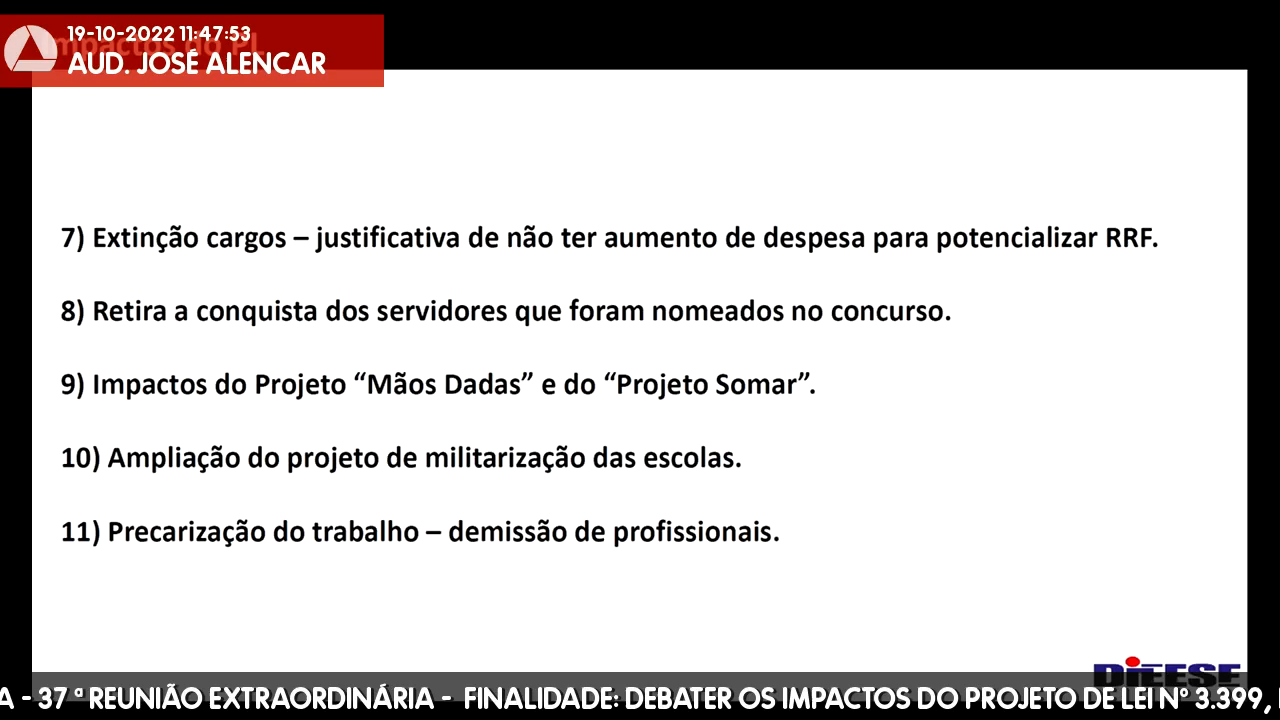 19-10-2022 11:47:53
Impactos do PL
AUD. JOSÉ ALENCAR
7) Extinção cargos – justificativa de não ter aumento de despesa para potencializar RRF.
8) Retira a conquista dos servidores que foram nomeados no concurso.
9) Impactos do Projeto “Mãos Dadas” e do “Projeto Somar”.
10) Ampliação do projeto de militarização das escolas.
11) Precarização do trabalho – demissão de profissionais.
DIEESE
A - 37 ª REUNIÃO EXTRAORDINÁRIA - FINALIDADE: DEBATER OS IMPACTOS DO PROJETO DE LEI Nº 3.399,